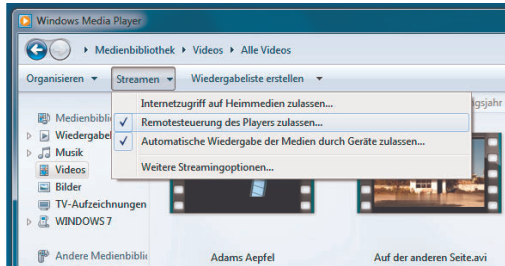 Windows Media Player
Medienbibliothek Videos Alle Videos
Organisieren Streamen Wiedergabeliste erstellen
Internetzugriff auf Heimmedien zulassen...
Remotesteuerung des Players zulassen...
Automatische Wiedergabe der Medien durch Geräte zulassen...
Weitere Streamingoptionen...
Musik
Videos
Bilder
TV-Aufzeichnungen
WINDOWS 7
Andere
Adams Aepfel
Auf der anderen Seite.avi